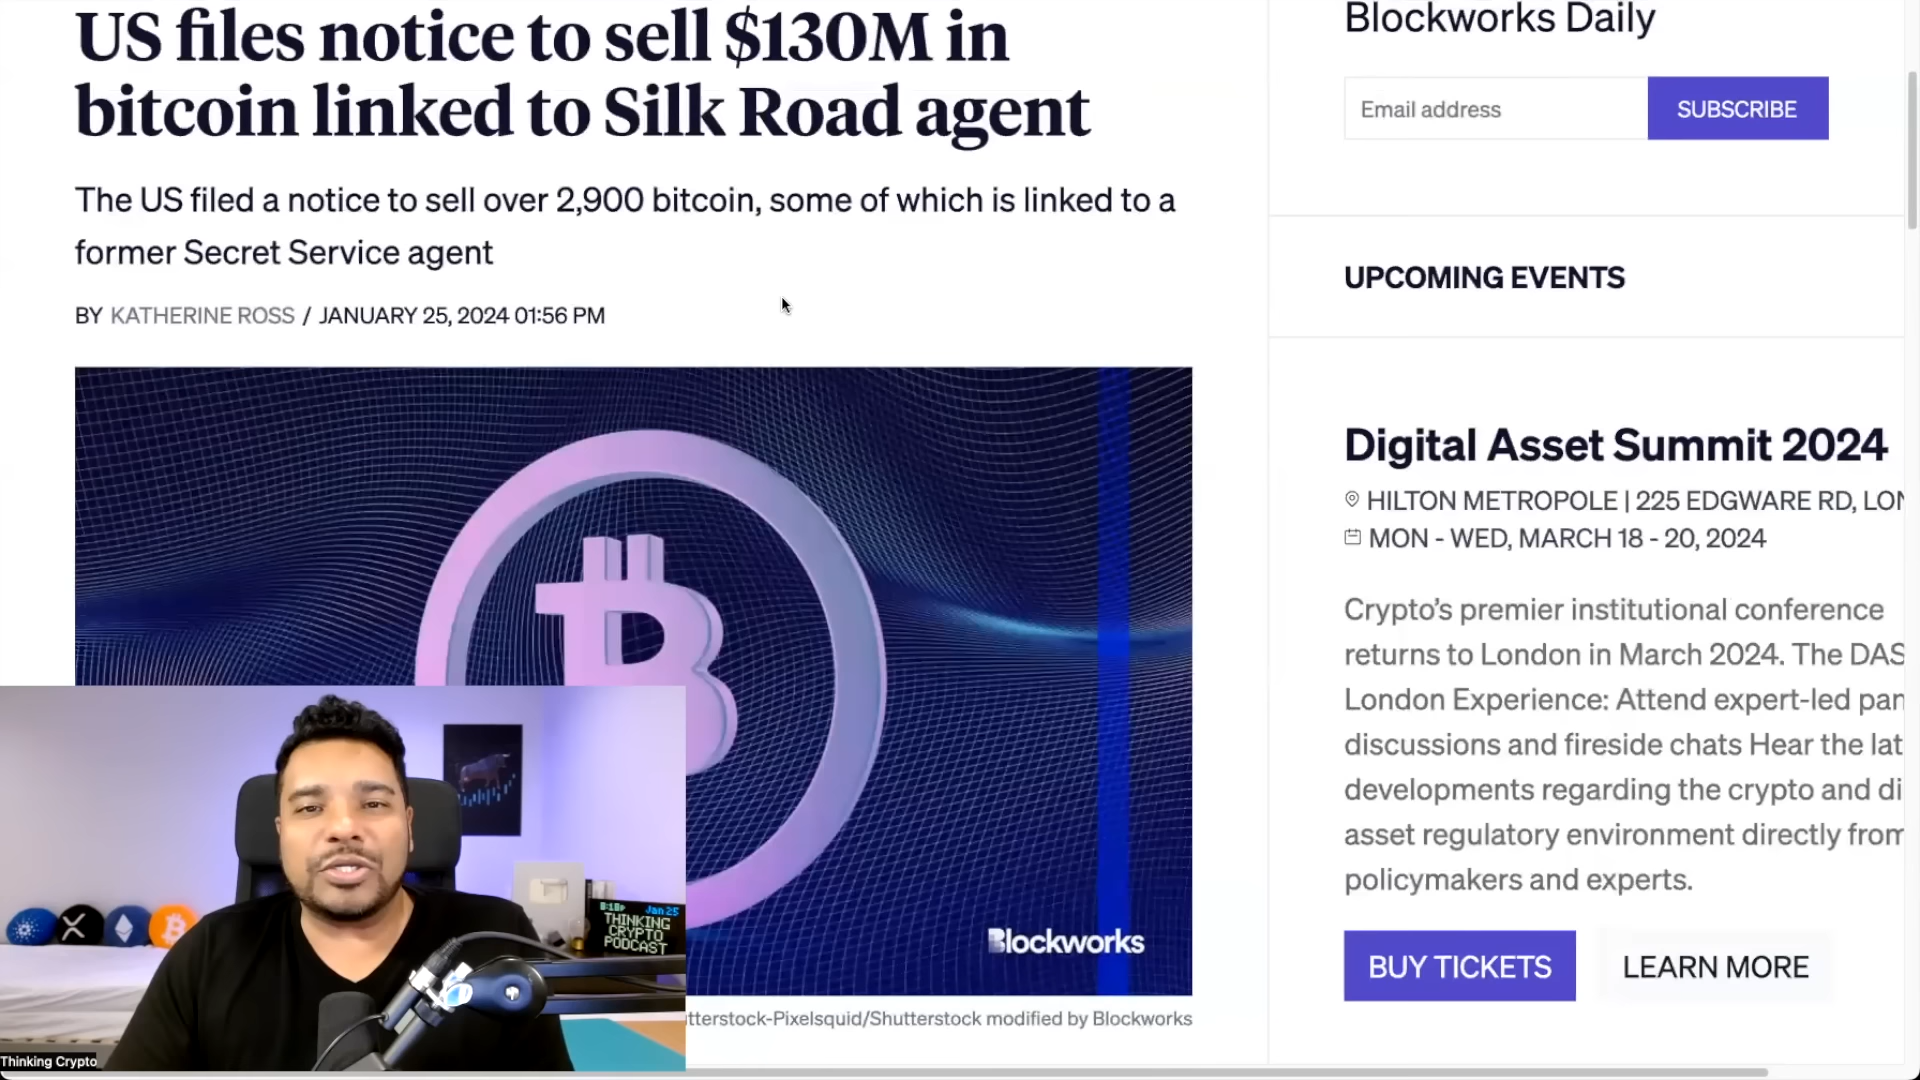 US files notice to sell $130M in
bitcoin linked to Silk Road agent
The US filed a notice to sell over 2,900 bitcoin, some of which is linked to a
former Secret Service agent
BY KATHERINE ROSS / JANUARY 25, 2024 01:56 PM
Blockworks
tterstock-Pixelsquid/Shutterstock modified by Blockworks
8:18P Jan 25
THINKING
CRYPTO
PODCAST
Thinking Crypto
Blockworks Daily
Email address
SUBSCRIBE
UPCOMING EVENTS
Digital Asset Summit 2024
HILTON METROPOLE | 225 EDGWARE RD, LON
MON - WED, MARCH 18 - 20, 2024
Crypto’s premier institutional conference
returns to London in March 2024. The DAS
London Experience: Attend expert-led pan
discussions and fireside chats Hear the lat
developments regarding the crypto and di
asset regulatory environment directly from
policymakers and experts.
BUY TICKETS
LEARN MORE